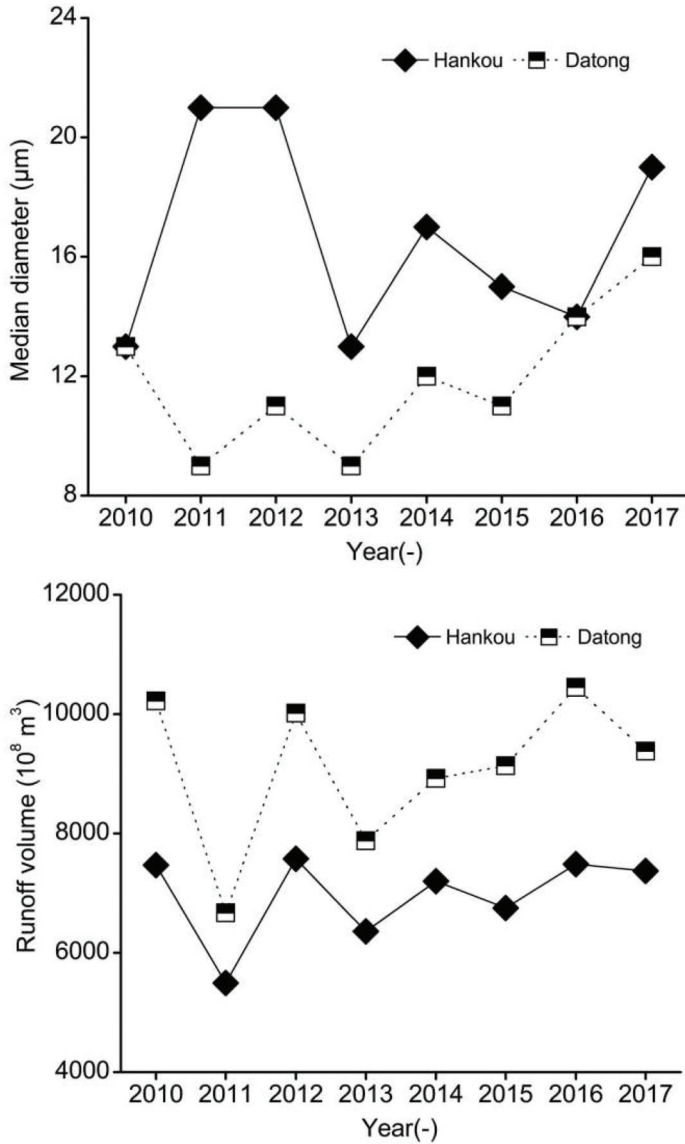 24
20
16
12
8
Median diameter (μm)
Hankou Datong
2010 2011 2012 2013 2014 2015 2016 2017
Year(-)
12000
10000
8000
6000
4000
Runoff volume (10⁸ m³)
Hankou Datong
2010 2011 2012 2013 2014 2015 2016 2017
Year(-)